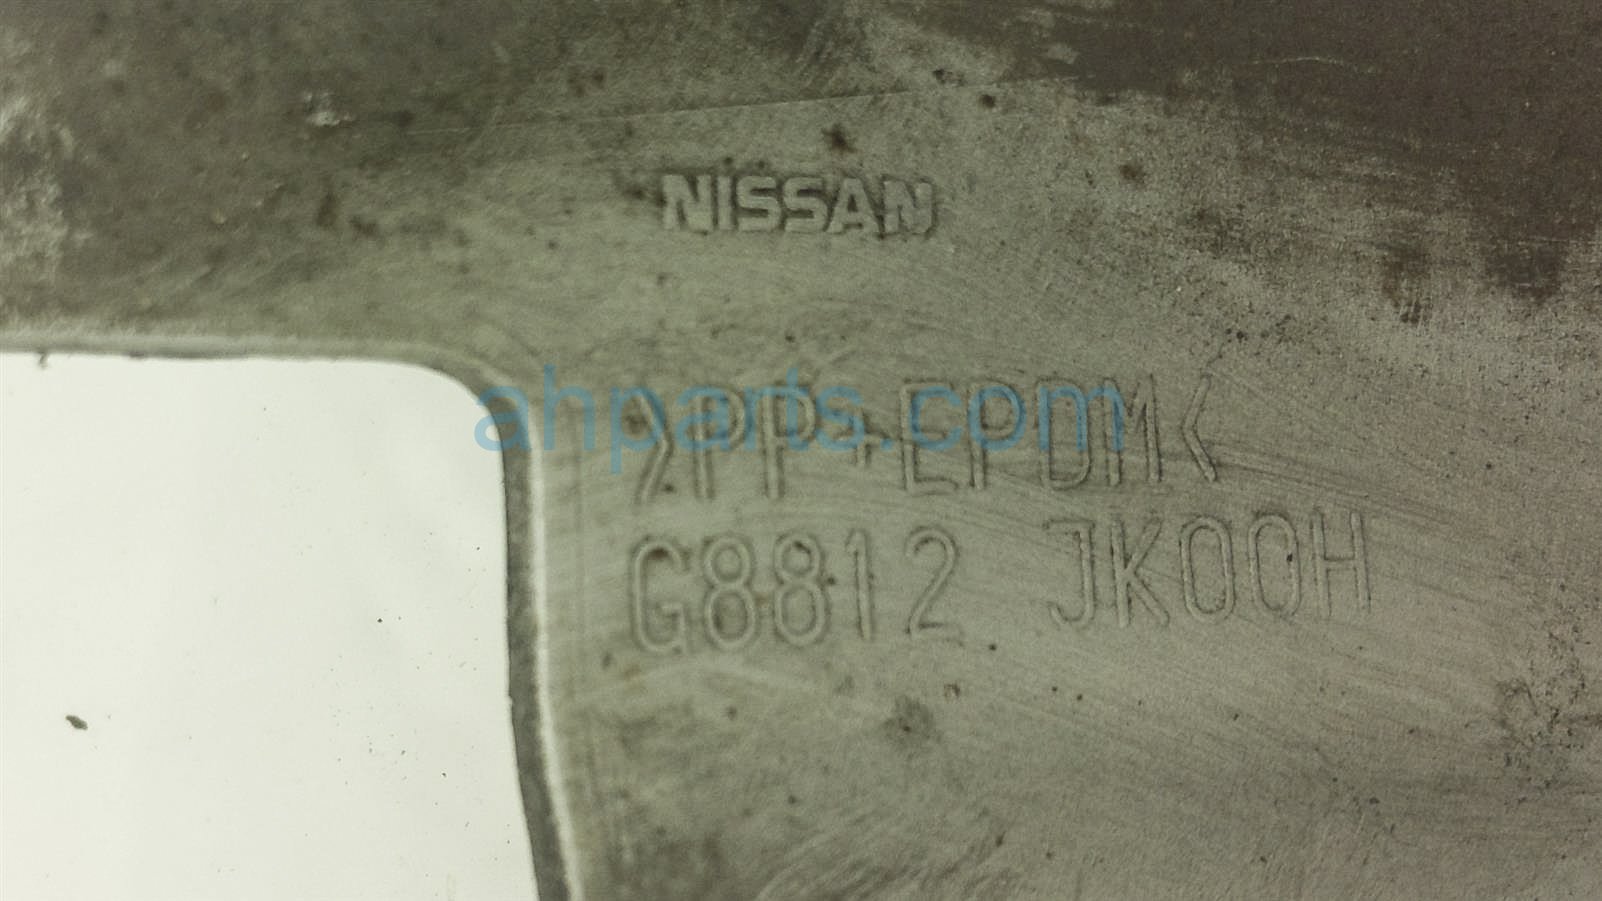 NISSAN
ahparts.com
>PP+EPDM<
G8812 JK00H